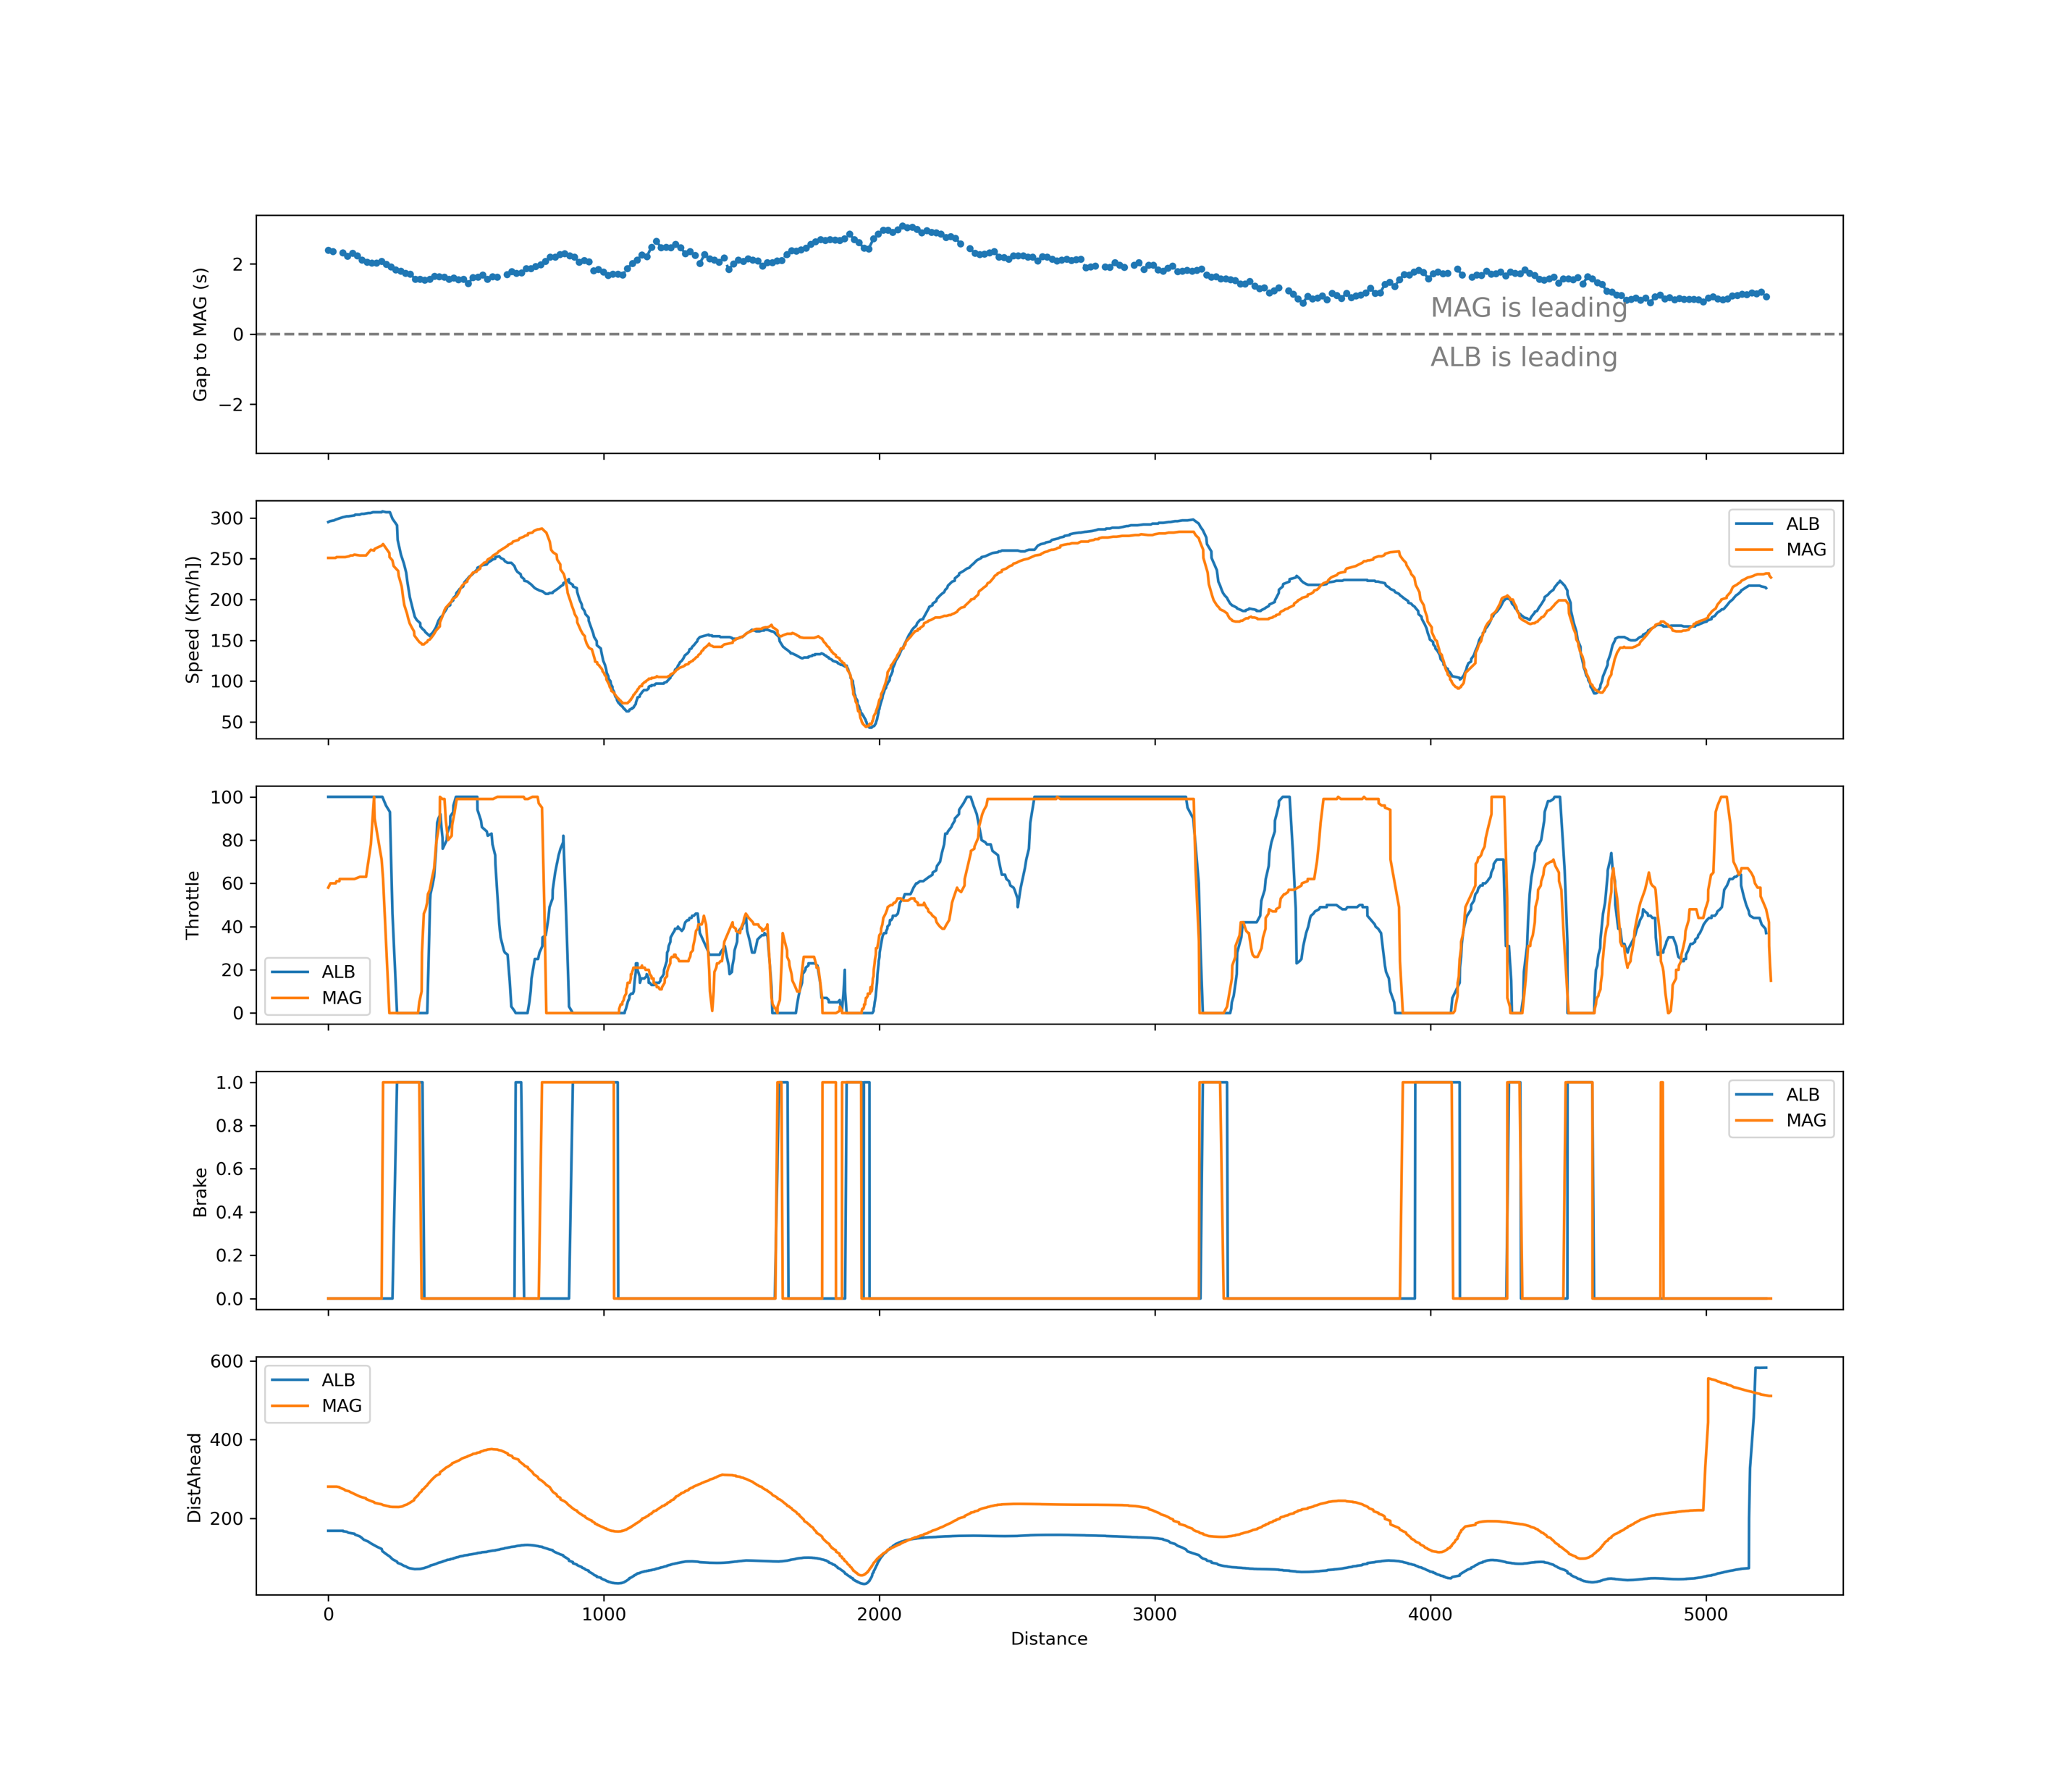 Gap to MAG (s)
2
0
−2
MAG is leading
ALB is leading
Speed (Km/h])
300
250
200
150
100
50
ALB
MAG
Throttle
100
80
60
40
20
0
ALB
MAG
Brake
1.0
0.8
0.6
0.4
0.2
0.0
ALB
MAG
DistAhead
600
400
200
ALB
MAG
0 1000 2000 3000 4000 5000
Distance